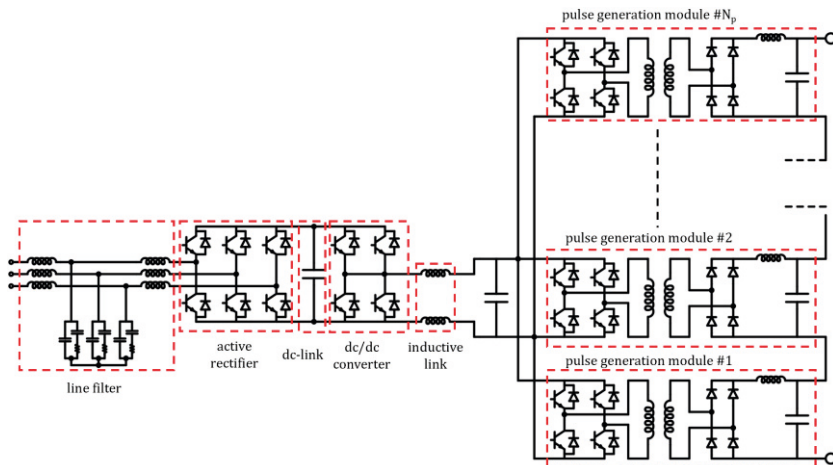 pulse generation module #Nₚ
pulse generation module #2
pulse generation module #1
line filter
active
rectifier
dc-link
dc/dc
converter
inductive
link